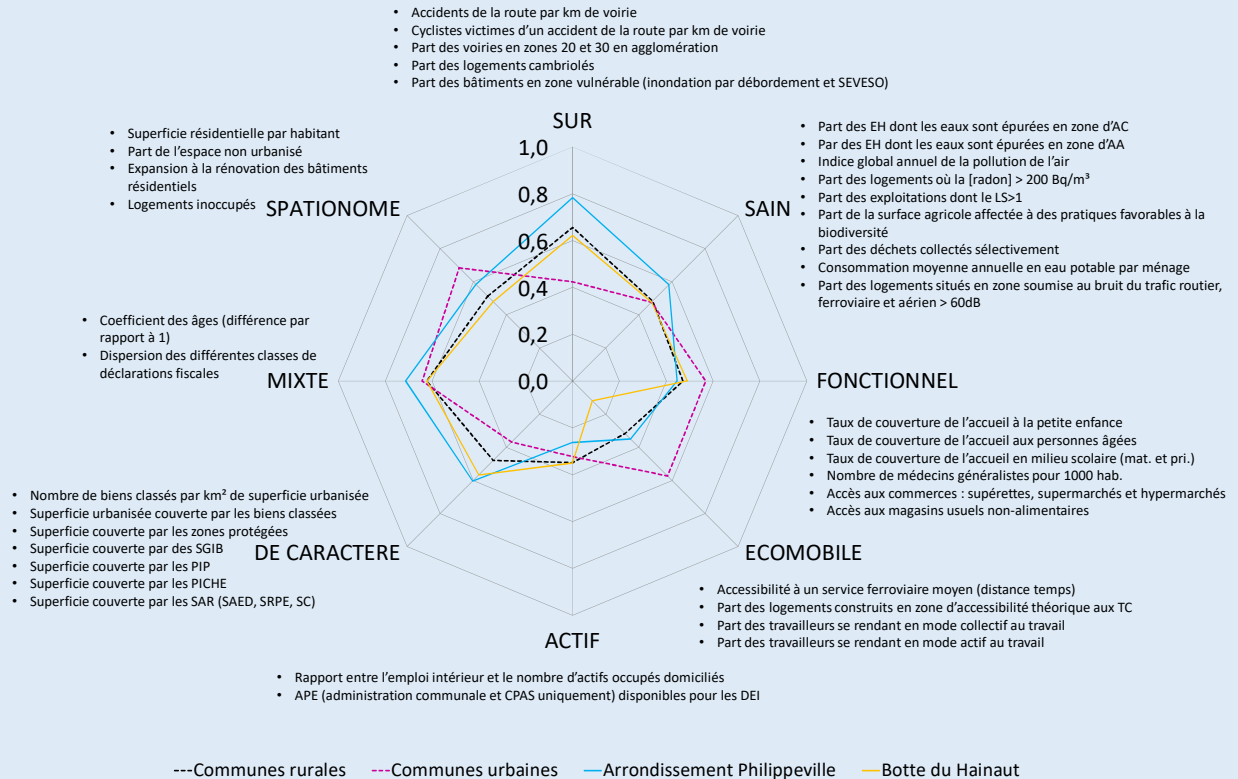 • Accidents de la route par km de voirie
• Cyclistes victimes d'un accident de la route par km de voirie
• Part des voiries en zones 20 et 30 en agglomération
• Part des logements cambriolés
• Part des bâtiments en zone vulnérable (inondation par débordement et SEVESO)
SUR
• Superficie résidentielle par habitant
• Part de l'espace non urbanisé
• Expansion à la rénovation des bâtiments
résidentiels
• Logements inoccupés
SPATIONOME
• Part des EH dont les eaux sont épurées en zone d'AC
• Par des EH dont les eaux sont épurées en zone d'AA
• Indice global annuel de la pollution de l'air
• Part des logements où la [radon] > 200 Bq/m³
• Part des exploitations dont le LS>1
• Part de la surface agricole affectée à des pratiques favorables à la
biodiversité
• Part des déchets collectés sélectivement
• Consommation moyenne annuelle en eau potable par ménage
• Part des logements situés en zone soumise au bruit du trafic routier,
ferroviaire et aérien > 60dB
SAIN
1,0
0,8
0,6
0,4
0,2
0,0
• Coefficient des âges (différence par
rapport à 1)
• Dispersion des différentes classes de
déclarations fiscales
MIXTE
FONCTIONNEL
• Taux de couverture de l'accueil à la petite enfance
• Taux de couverture de l'accueil aux personnes âgées
• Taux de couverture de l'accueil en milieu scolaire (mat. et pri.)
• Nombre de médecins généralistes pour 1000 hab.
• Accès aux commerces : supérettes, supermarchés et hypermarchés
• Accès aux magasins usuels non-alimentaires
• Nombre de biens classés par km² de superficie urbanisée
• Superficie urbanisée couverte par les biens classées
• Superficie couverte par les zones protégées
• Superficie couverte par des SGIB
• Superficie couverte par les PIP
• Superficie couverte par les PICHE
• Superficie couverte par les SAR (SAED, SRPE, SC)
DE CARACTERE
ECOMOBILE
• Accessibilité à un service ferroviaire moyen (distance temps)
• Part des logements construits en zone d'accessibilité théorique aux TC
• Part des travailleurs se rendant en mode collectif au travail
• Part des travailleurs se rendant en mode actif au travail
ACTIF
• Rapport entre l'emploi intérieur et le nombre d'actifs occupés domiciliés
• APE (administration communale et CPAS uniquement) disponibles pour les DEI
Communes rurales Communes urbaines Arrondissement Philippeville Botte du Hainaut